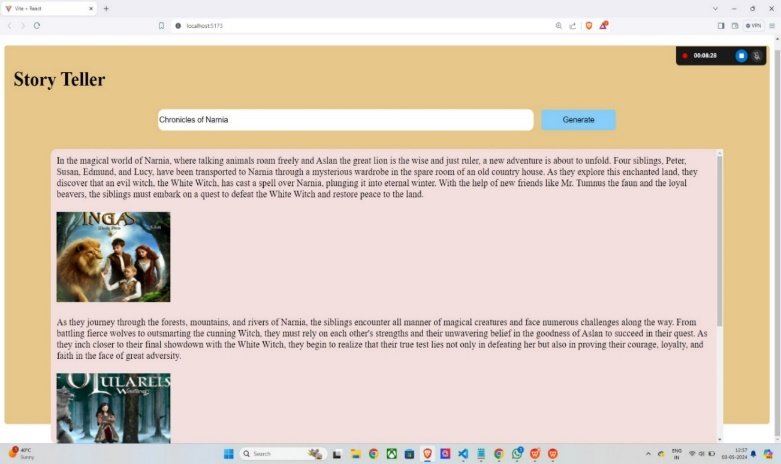 Vite + React
localhost:5173
VPN
00:08:28
Story Teller
Chronicles of Narnia
Generate
In the magical world of Narnia, where talking animals roam freely and Aslan the great lion is the wise and just ruler, a new adventure is about to unfold. Four siblings, Peter,
Susan, Edmund, and Lucy, have been transported to Narnia through a mysterious wardrobe in the spare room of an old country house. As they explore this enchanted land, they
discover that an evil witch, the White Witch, has cast a spell over Narnia, plunging it into eternal winter. With the help of new friends like Mr. Tumnus the faun and the loyal
beavers, the siblings must embark on a quest to defeat the White Witch and restore peace to the land.
INGAS
As they journey through the forests, mountains, and rivers of Narnia, the siblings encounter all manner of magical creatures and face numerous challenges along the way. From
battling fierce wolves to outsmarting the cunning Witch, they must rely on each other's strengths and their unwavering belief in the goodness of Aslan to succeed in their quest. As
they inch closer to their final showdown with the White Witch, they begin to realize that their true test lies not only in defeating her but also in proving their courage, loyalty, and
faith in the face of great adversity.
40°C
Sunny
Search
ENG
IN
12:57
03-05-2024